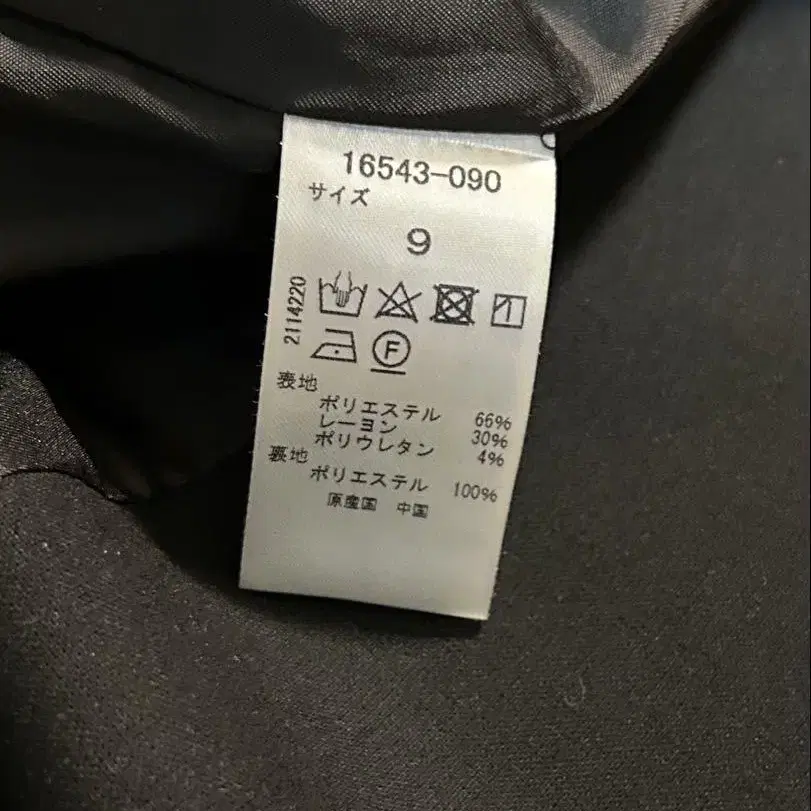 16543-090
サイズ
9
2114220
F
表地
ポリエステル 66%
レーヨン 30%
ポリウレタン 4%
裏地
ポリエステル 100%
原産国 中国